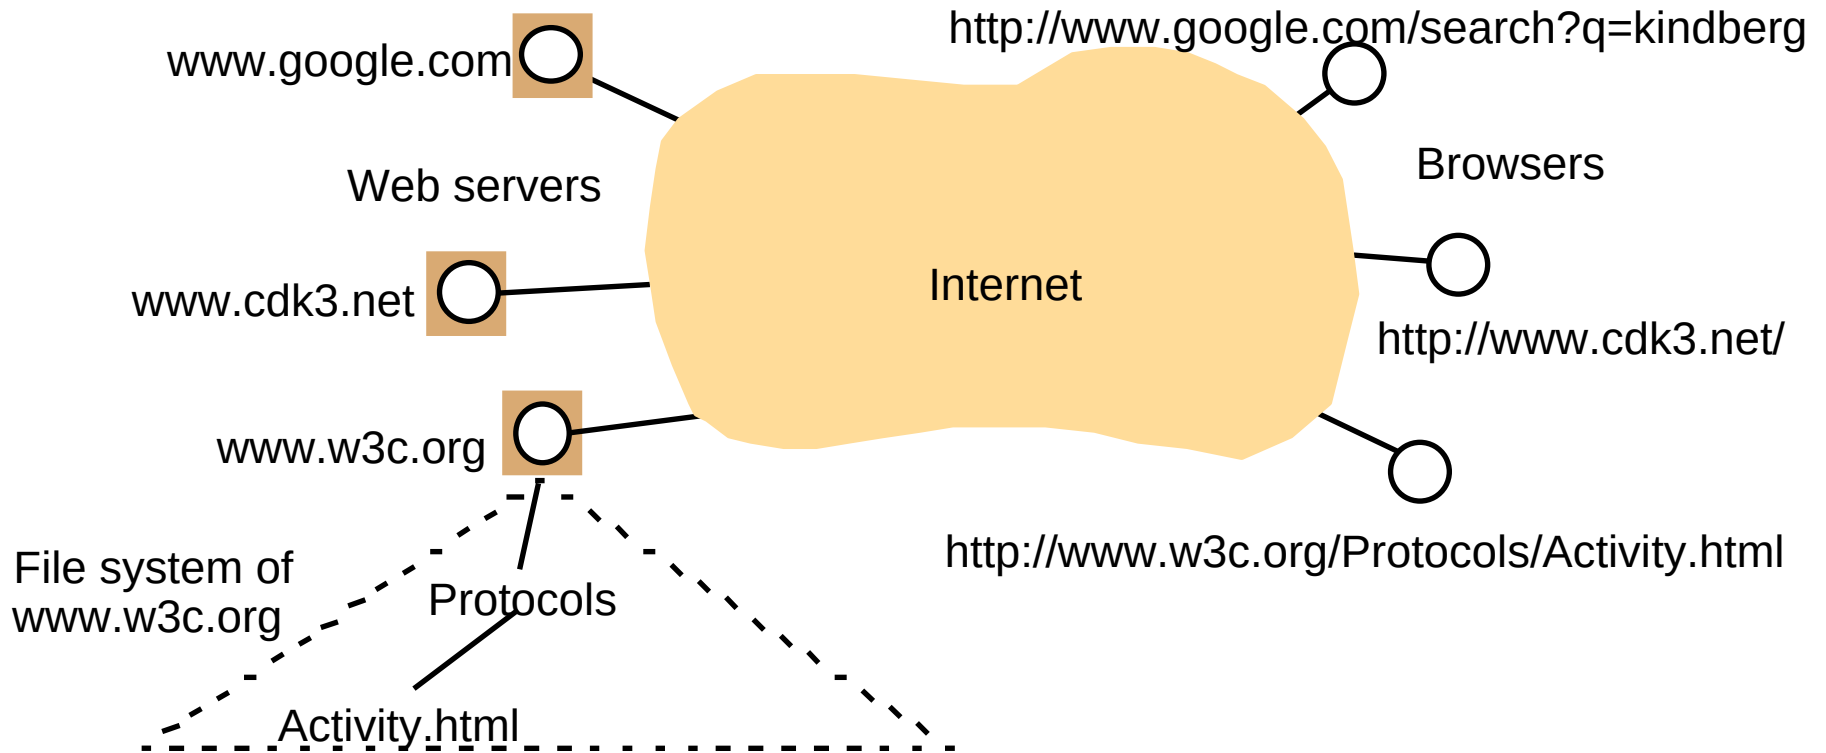 http://www.google.com/search?q=kindberg
www.google.com
Browsers
Web servers
Internet
www.cdk3.net
http://www.cdk3.net/
www.w3c.org
http://www.w3c.org/Protocols/Activity.html
File system of
www.w3c.org
Protocols
Activity.html